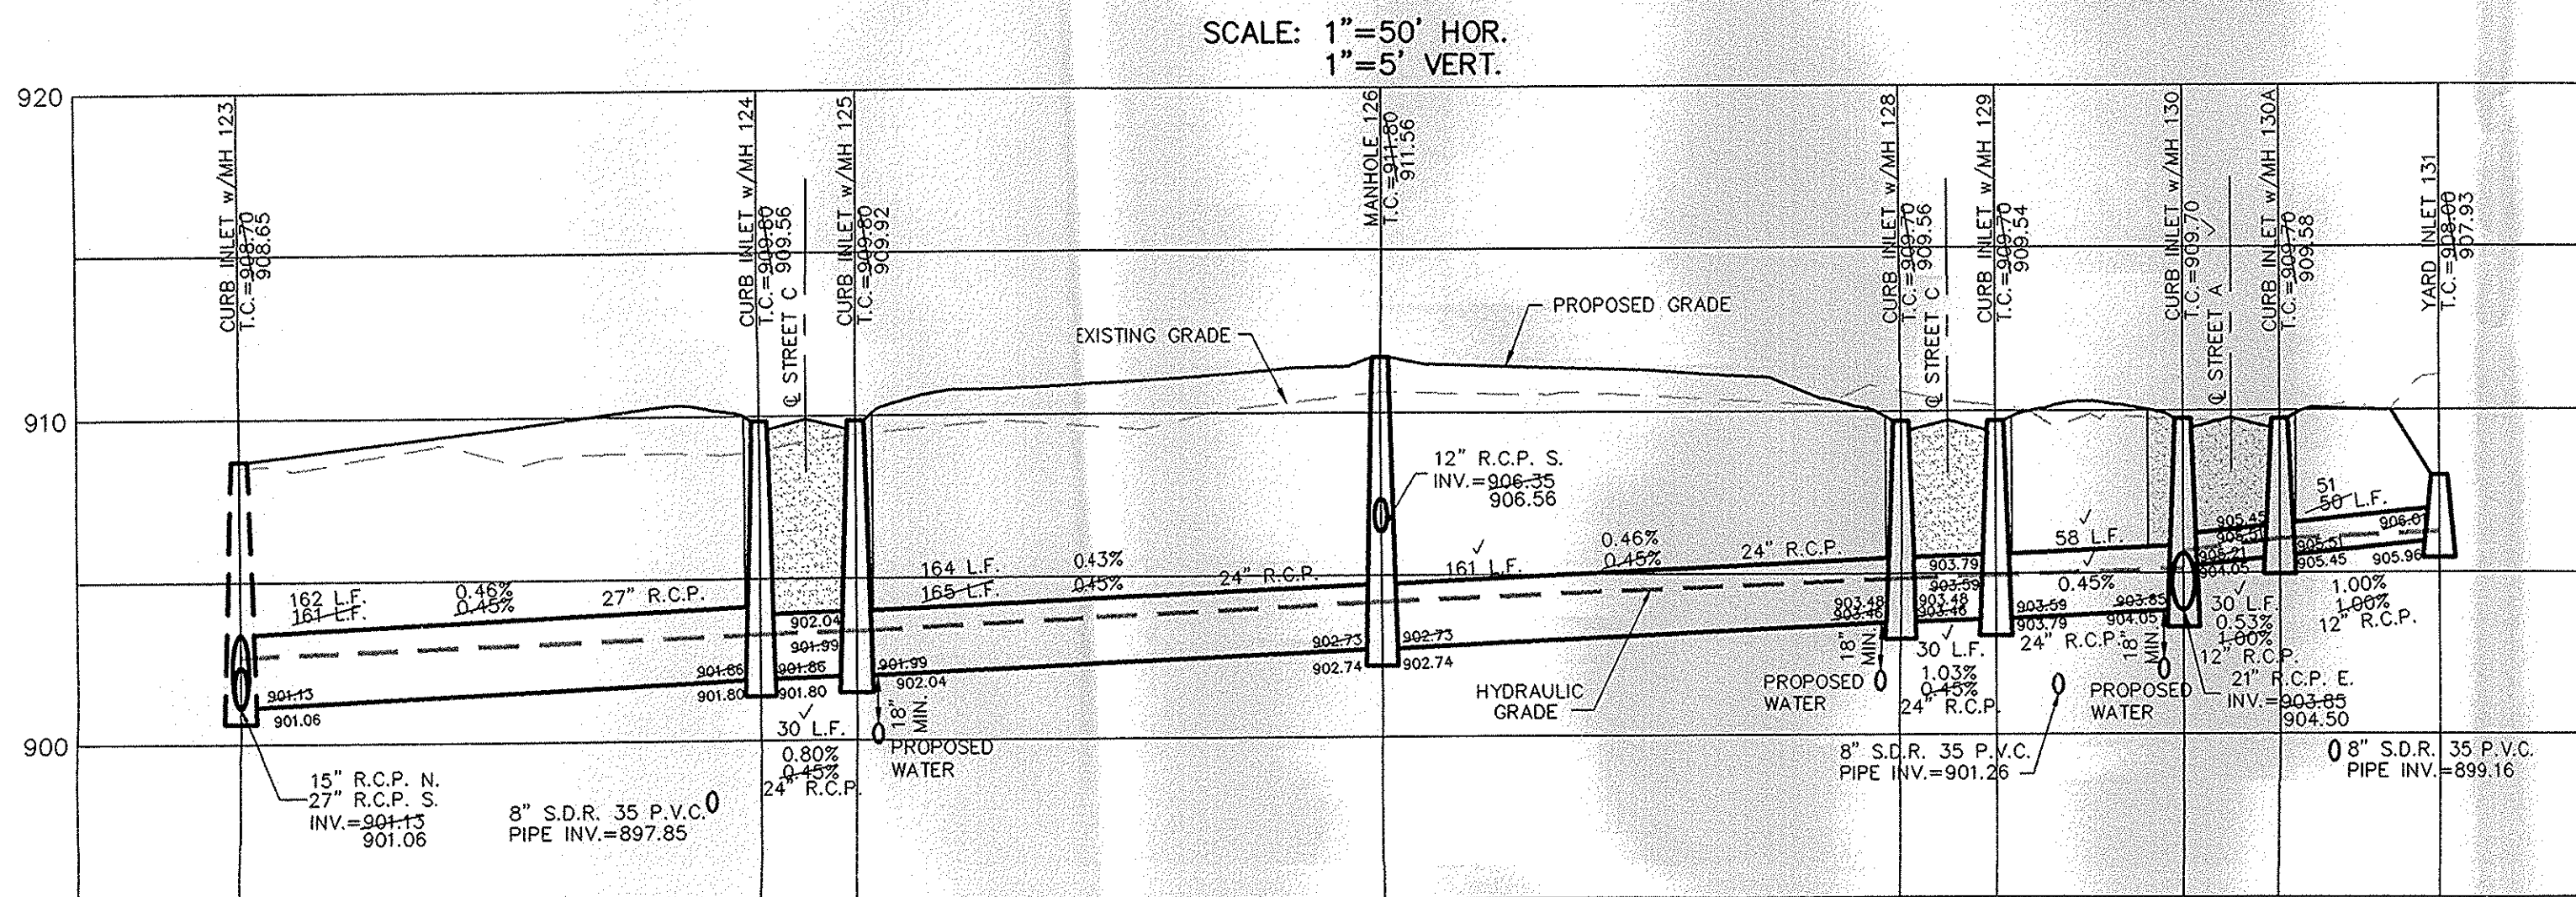 SCALE: 1"=50' HOR.
1"=5' VERT.
920
910
900
CURB INLET w/MH 123
T.C.=908.70
908.65
CURB INLET w/MH 124
T.C.=909.80
909.56
℄ STREET C
CURB INLET w/MH 125
T.C.=909.80
909.92
MANHOLE 126
T.C.=911.80
911.56
CURB INLET w/MH 128
T.C.=909.70
909.56
℄ STREET C
CURB INLET w/MH 129
T.C.=909.70
909.54
CURB INLET w/MH 130
T.C.=909.70 ✓
℄ STREET A
CURB INLET w/MH 130A
T.C.=909.70
909.58
YARD INLET 131
T.C.=908.00
907.93
EXISTING GRADE
PROPOSED GRADE
12" R.C.P. S.
INV.=906.35
906.56
162 L.F.
161 L.F.
0.46%
0.45%
27" R.C.P.
901.13
901.06
15" R.C.P. N.
27" R.C.P. S.
INV.=901.13
901.06
8" S.D.R. 35 P.V.C.
PIPE INV.=897.85
901.86
901.80
901.86
901.80
902.04
901.99
✓
30 L.F.
0.80%
0.45%
24" R.C.P.
901.99
902.04
18"
MIN.
PROPOSED
WATER
164 L.F.
165 L.F.
0.43%
0.45%
24" R.C.P.
902.73
902.74
902.73
902.74
✓
161 L.F.
0.46%
0.45%
24" R.C.P.
HYDRAULIC
GRADE
903.48
903.46
18"
MIN.
PROPOSED
WATER
903.79
903.59
903.48
903.46
✓
30 L.F.
1.03%
0.45%
24" R.C.P.
903.59
903.79
✓
58 L.F.
✓
0.45%
24" R.C.P.
903.85
904.05
18"
MIN.
PROPOSED
WATER
8" S.D.R. 35 P.V.C.
PIPE INV.=901.26
905.45
905.51
905.21
904.05
✓
30 L.F.
0.53%
1.00%
12" R.C.P.
21" R.C.P. E.
INV.=903.85
904.50
905.51
905.45
51
50 L.F.
906.01
905.96
1.00%
1.00%
12" R.C.P.
8" S.D.R. 35 P.V.C.
PIPE INV.=899.16